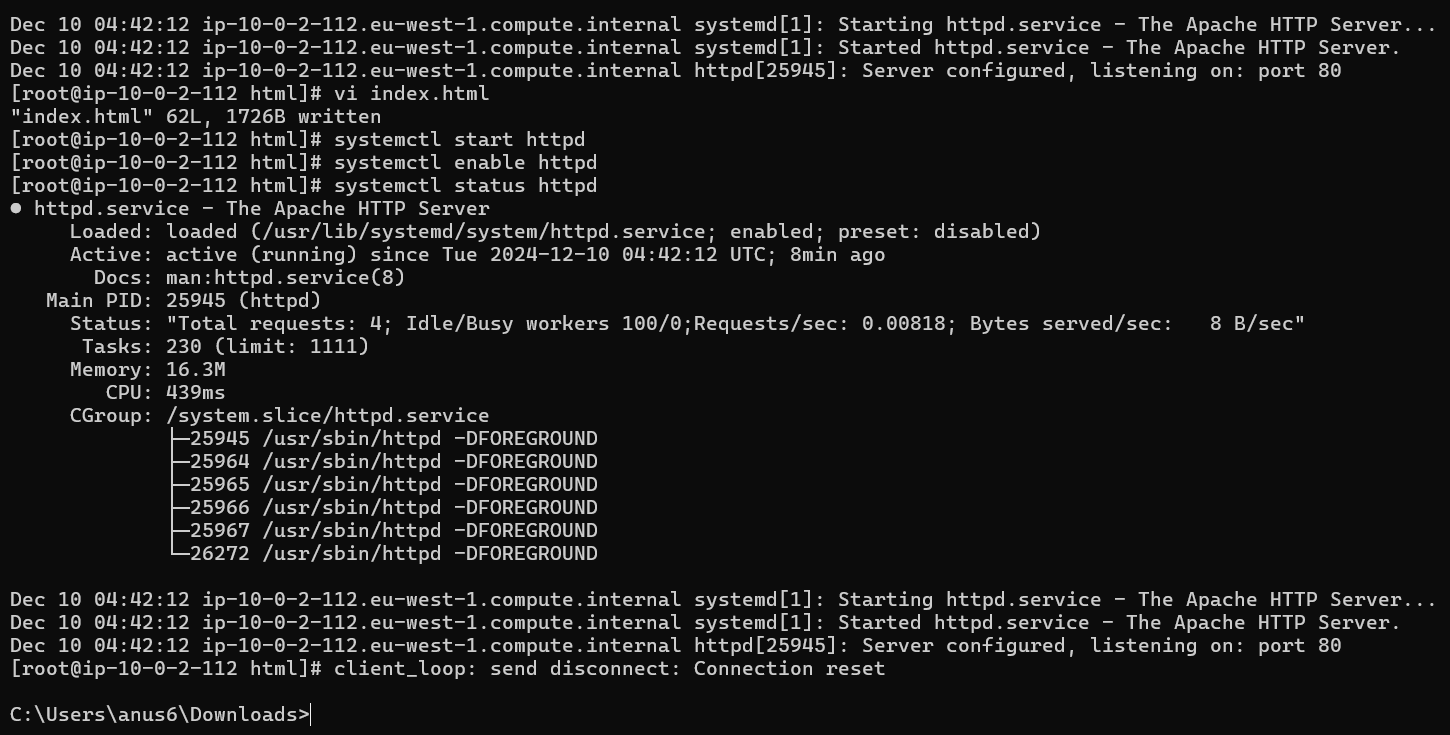 Dec 10 04:42:12 ip-10-0-2-112.eu-west-1.compute.internal systemd[1]: Starting httpd.service - The Apache HTTP Server...
Dec 10 04:42:12 ip-10-0-2-112.eu-west-1.compute.internal systemd[1]: Started httpd.service - The Apache HTTP Server.
Dec 10 04:42:12 ip-10-0-2-112.eu-west-1.compute.internal httpd[25945]: Server configured, listening on: port 80
[root@ip-10-0-2-112 html]# vi index.html
"index.html" 62L, 1726B written
[root@ip-10-0-2-112 html]# systemctl start httpd
[root@ip-10-0-2-112 html]# systemctl enable httpd
[root@ip-10-0-2-112 html]# systemctl status httpd
● httpd.service - The Apache HTTP Server
     Loaded: loaded (/usr/lib/systemd/system/httpd.service; enabled; preset: disabled)
     Active: active (running) since Tue 2024-12-10 04:42:12 UTC; 8min ago
       Docs: man:httpd.service(8)
   Main PID: 25945 (httpd)
     Status: "Total requests: 4; Idle/Busy workers 100/0;Requests/sec: 0.00818; Bytes served/sec:   8 B/sec"
      Tasks: 230 (limit: 1111)
     Memory: 16.3M
        CPU: 439ms
     CGroup: /system.slice/httpd.service
             ├─25945 /usr/sbin/httpd -DFOREGROUND
             ├─25964 /usr/sbin/httpd -DFOREGROUND
             ├─25965 /usr/sbin/httpd -DFOREGROUND
             ├─25966 /usr/sbin/httpd -DFOREGROUND
             ├─25967 /usr/sbin/httpd -DFOREGROUND
             └─26272 /usr/sbin/httpd -DFOREGROUND

Dec 10 04:42:12 ip-10-0-2-112.eu-west-1.compute.internal systemd[1]: Starting httpd.service - The Apache HTTP Server...
Dec 10 04:42:12 ip-10-0-2-112.eu-west-1.compute.internal systemd[1]: Started httpd.service - The Apache HTTP Server.
Dec 10 04:42:12 ip-10-0-2-112.eu-west-1.compute.internal httpd[25945]: Server configured, listening on: port 80
[root@ip-10-0-2-112 html]# client_loop: send disconnect: Connection reset

C:\Users\anus6\Downloads>